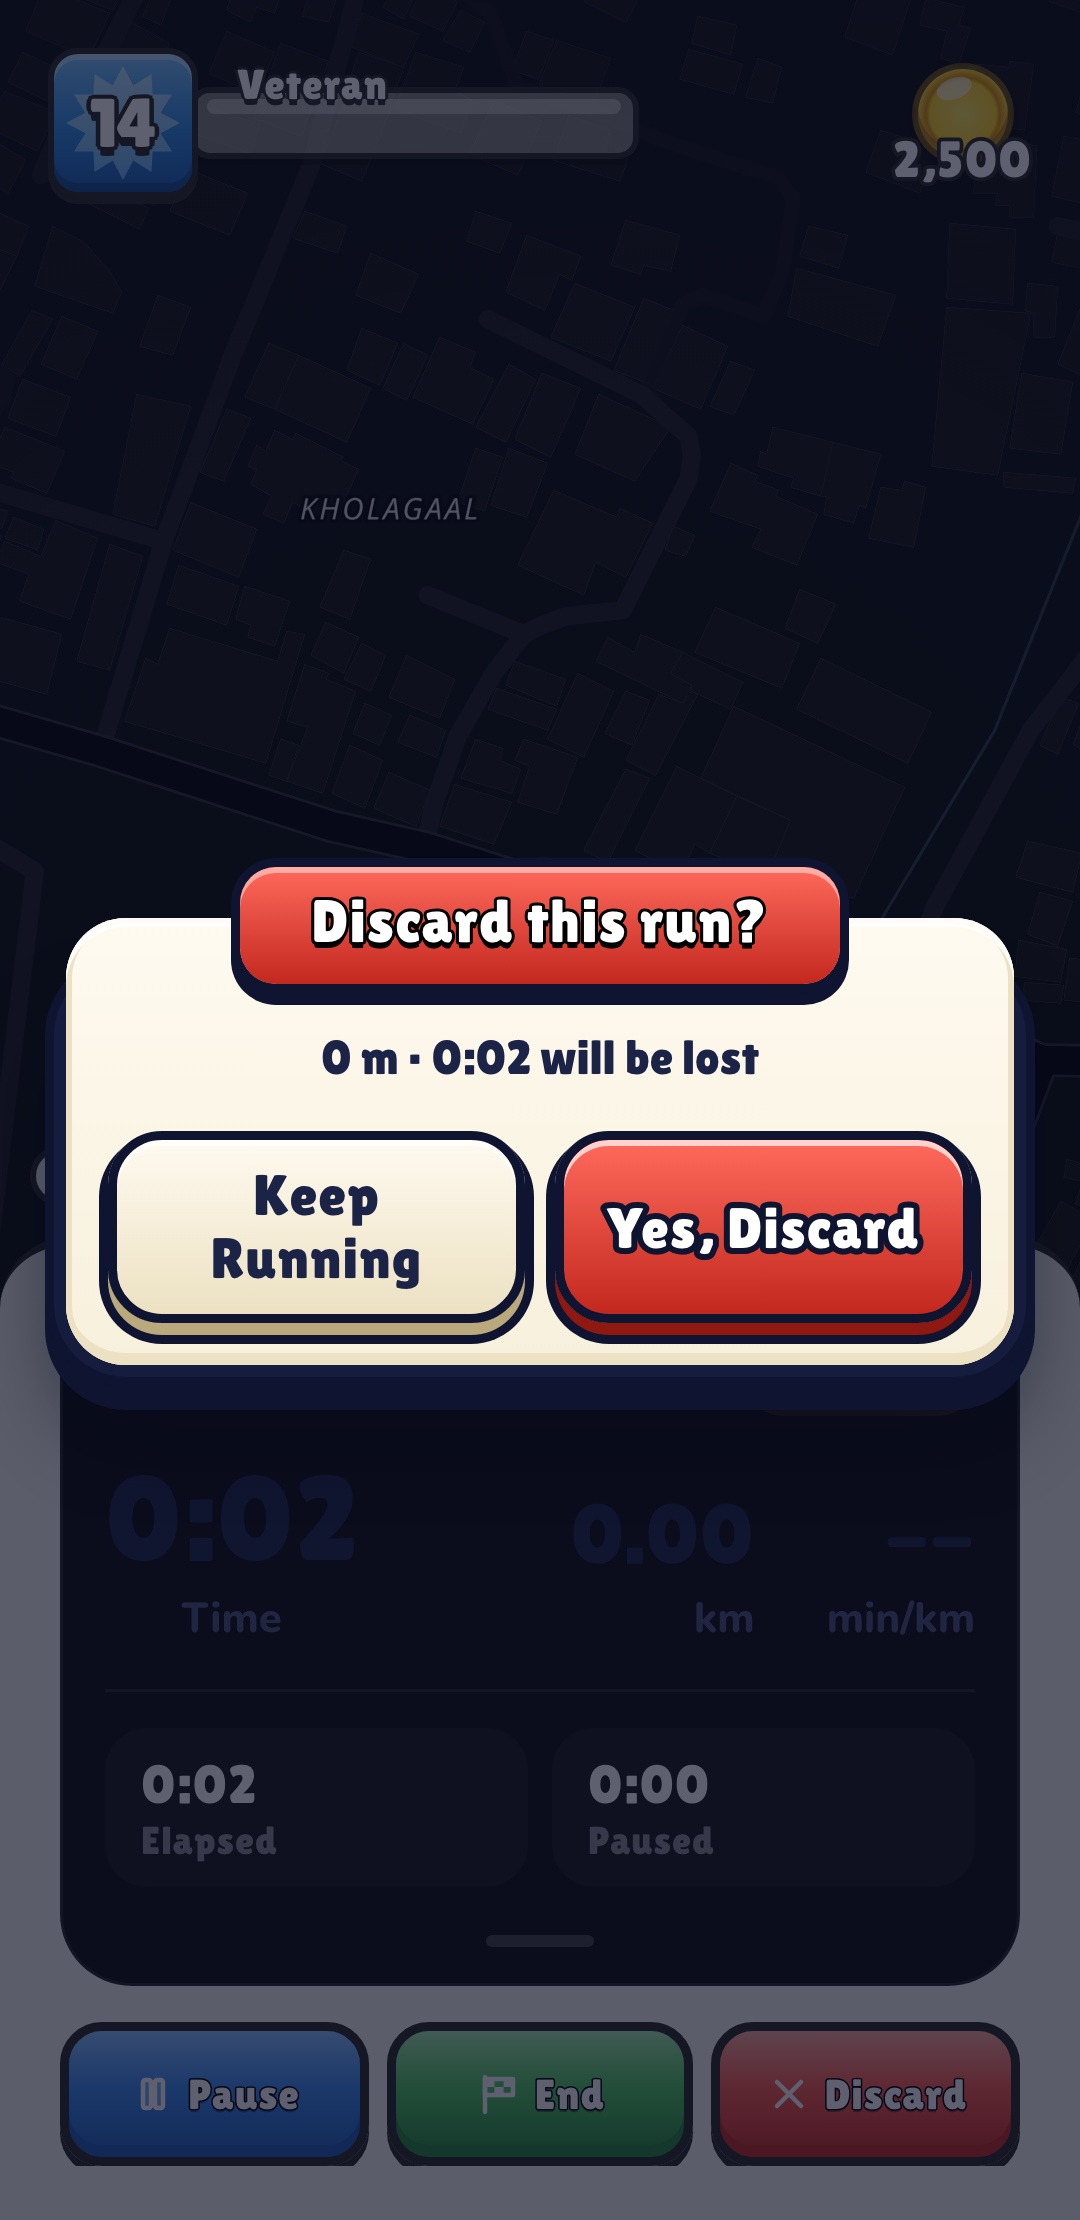 Veteran
14
2,500
KHOLAGAAL
Discard this run?
0 m · 0:02 will be lost
Keep
Running
Yes, Discard
0:02
0.00
--
Time
km
min/km
0:02
0:00
Elapsed
Paused
Pause
End
Discard